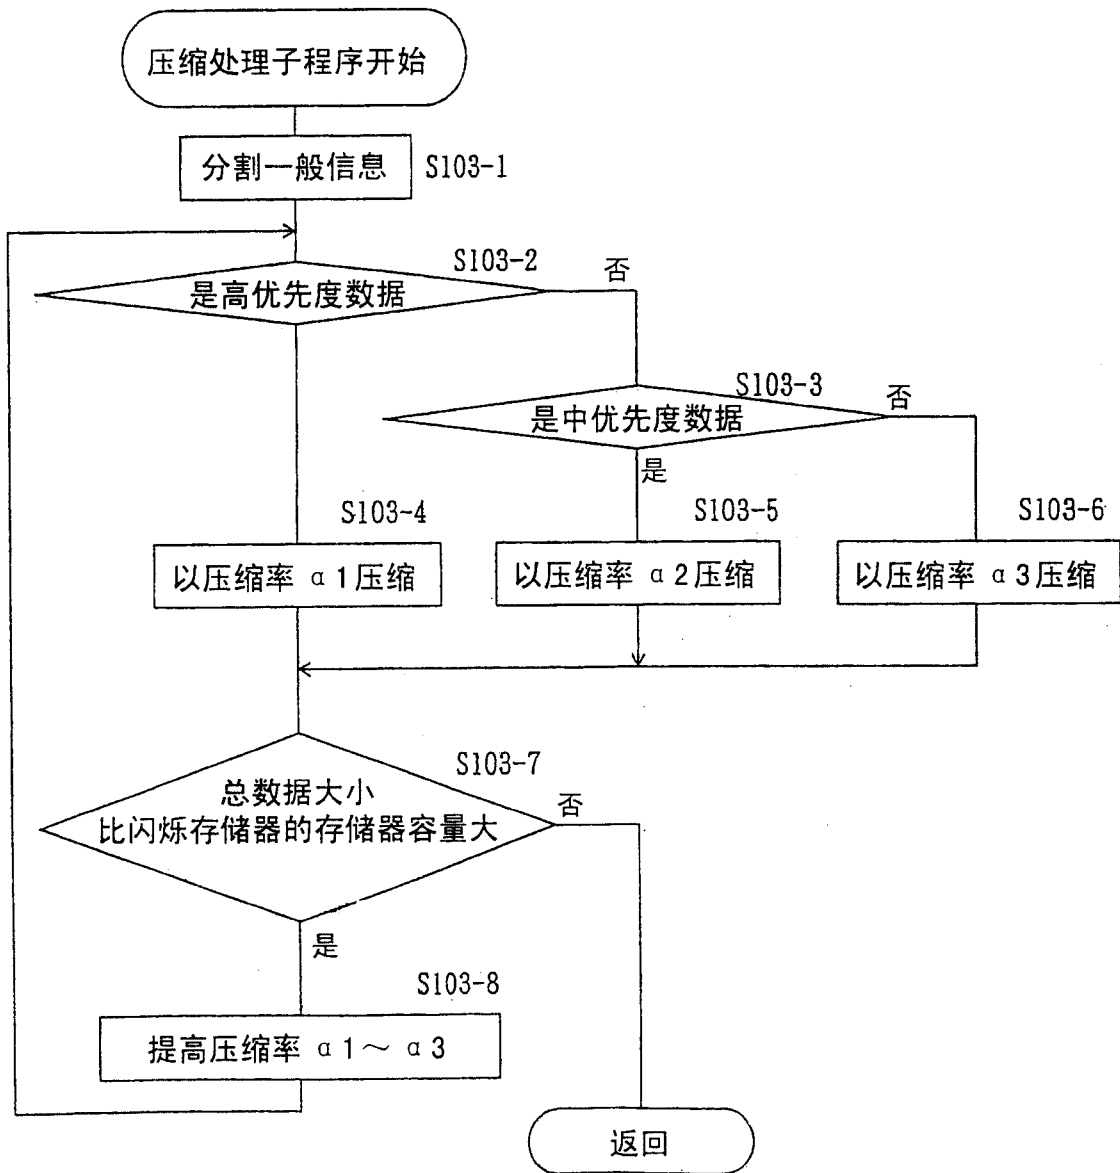 压缩处理子程序开始
分割一般信息
S103-1
S103-2
是高优先度数据
否
S103-3
是中优先度数据
否
是
S103-4
S103-5
S103-6
以压缩率 α1压缩
以压缩率 α2压缩
以压缩率 α3压缩
S103-7
总数据大小
比闪烁存储器的存储器容量大
否
是
S103-8
提高压缩率 α1～α3
返回